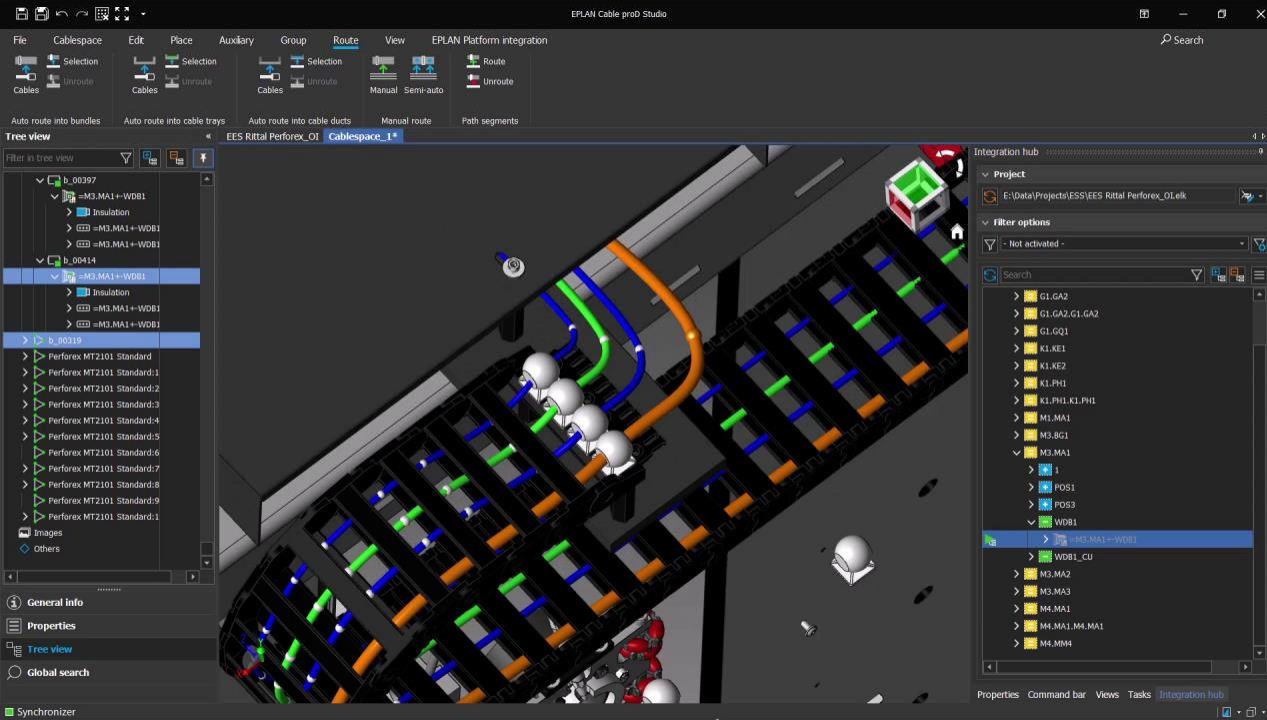 EPLAN Cable proD Studio
File
Cablespace
Edit
Place
Auxiliary
Group
Route
View
EPLAN Platform integration
Search
Cables
Selection
Unroute
Auto route into bundles
Cables
Selection
Unroute
Auto route into cable trays
Cables
Selection
Unroute
Auto route into cable ducts
Manual
Semi-auto
Manual route
Route
Unroute
Path segments
Tree view
Filter in tree view
b_00397
=M3.MA1+-WDB1
Insulation
=M3.MA1+-WDB1
=M3.MA1+-WDB1
b_00414
=M3.MA1+-WDB1
Insulation
=M3.MA1+-WDB1
=M3.MA1+-WDB1
b_00319
Perforex MT2101 Standard
Perforex MT2101 Standard:1
Perforex MT2101 Standard:2
Perforex MT2101 Standard:3
Perforex MT2101 Standard:4
Perforex MT2101 Standard:5
Perforex MT2101 Standard:6
Perforex MT2101 Standard:7
Perforex MT2101 Standard:8
Perforex MT2101 Standard:9
Perforex MT2101 Standard:1
Images
Others
General info
Properties
Tree view
Global search
Synchronizer
EES Rittal Perforex_OI
Cablespace_1*
Integration hub
Project
E:\Data\Projects\ESS\EES Rittal Perforex_OI.elk
Filter options
- Not activated -
Search
G1.GA2
G1.GA2.G1.GA2
G1.GQ1
K1.KE1
K1.KE2
K1.PH1
K1.PH1.K1.PH1
M1.MA1
M3.BG1
M3.MA1
1
POS1
POS3
WDB1
=M3.MA1+-WDB1
WDB1_CU
M3.MA2
M3.MA3
M4.MA1
M4.MA1.M4.MA1
M4.MM4
Properties
Command bar
Views
Tasks
Integration hub